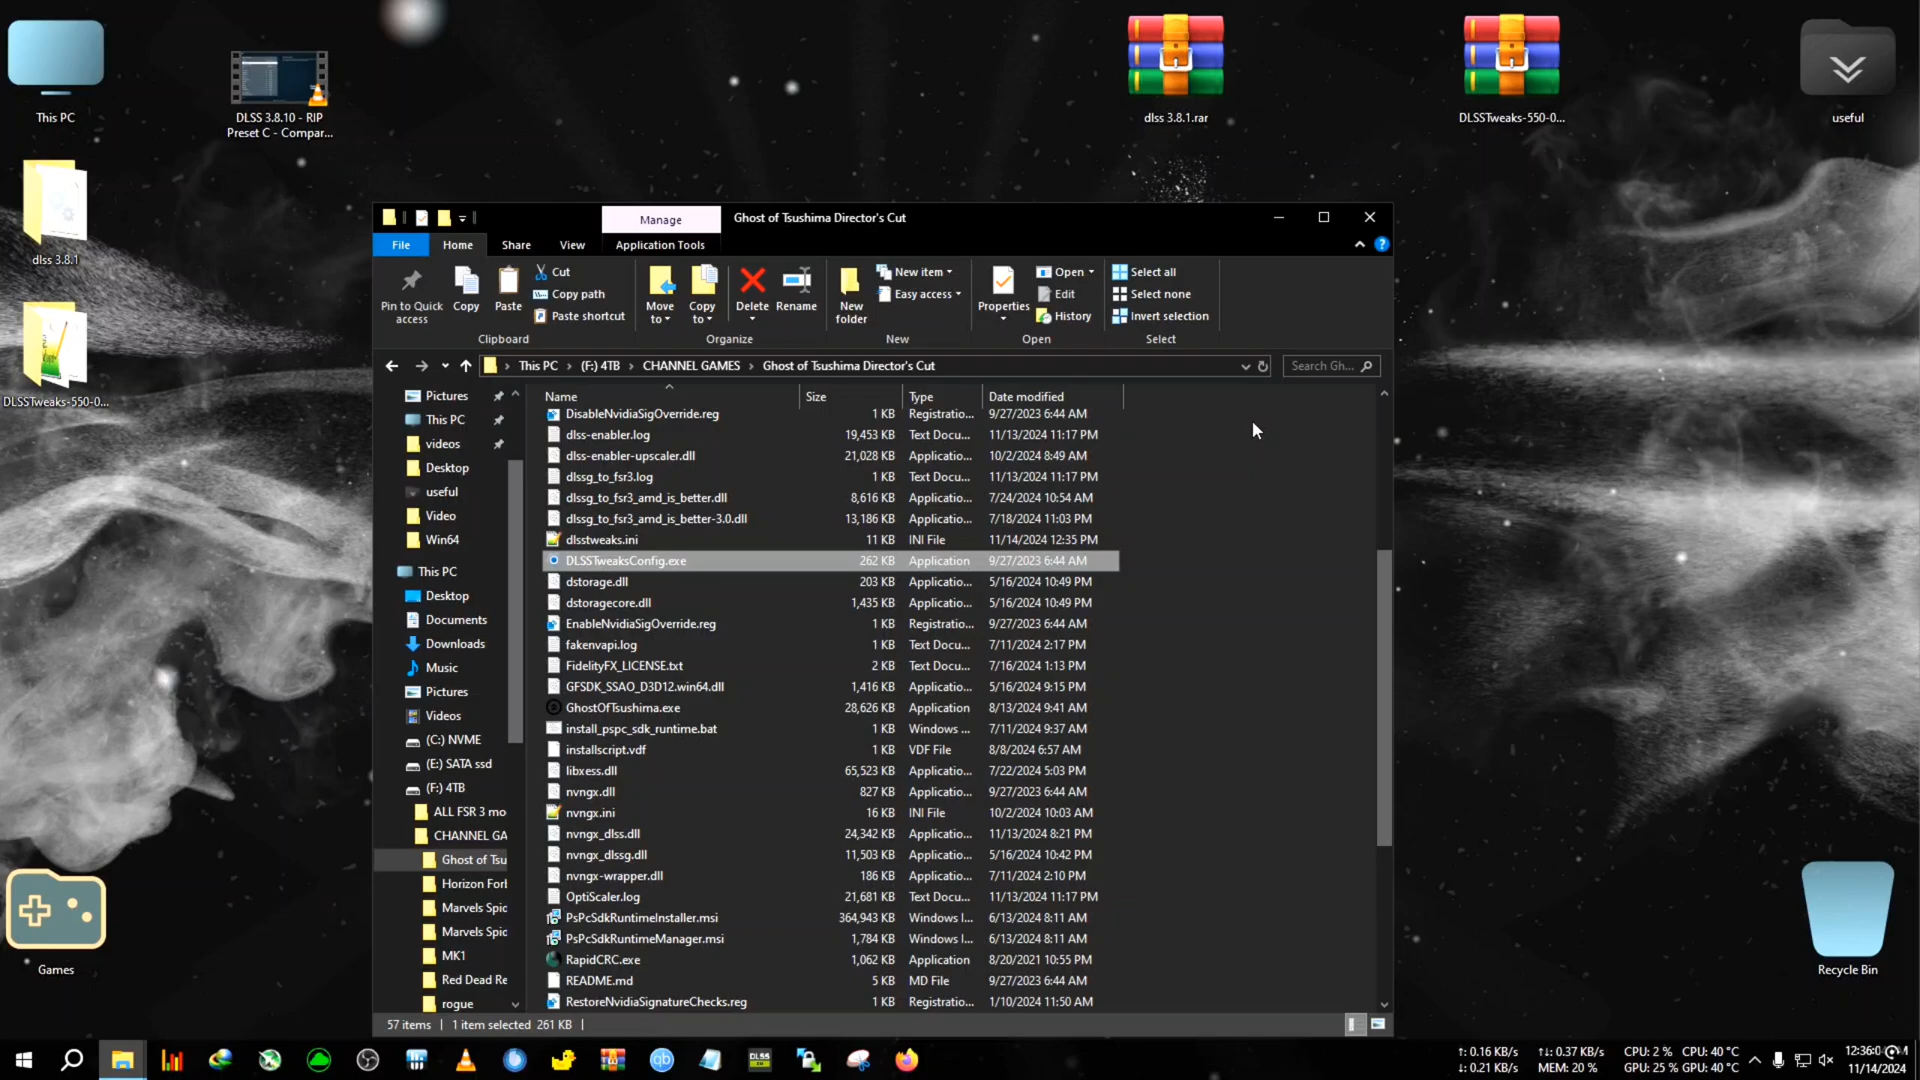 This PC
DLSS 3.8.10 - RIP
Preset C - Compar...
dlss 3.8.1.rar
DLSSTweaks-550-0...
useful
dlss 3.8.1
DLSSTweaks-550-0...
Games
Recycle Bin
Manage
Ghost of Tsushima Director's Cut
File
Home
Share
View
Application Tools
Pin to Quick
access
Copy
Paste
Cut
Copy path
Paste shortcut
Clipboard
Move
to
Copy
to
Delete
Rename
Organize
New
folder
New item
Easy access
New
Properties
Open
Edit
History
Open
Select all
Select none
Invert selection
Select
This PC > (F:) 4TB > CHANNEL GAMES > Ghost of Tsushima Director's Cut
Search Gh...
Pictures
This PC
videos
Desktop
useful
Video
Win64
This PC
Desktop
Documents
Downloads
Music
Pictures
Videos
(C:) NVME
(E:) SATA ssd
(F:) 4TB
ALL FSR 3 mo
CHANNEL GA
Ghost of Tsu
Horizon Forb
Marvels Spic
Marvels Spic
MK1
Red Dead Re
rogue
Name Size Type Date modified
DisableNvidiaSigOverride.reg 1 KB Registratio... 9/27/2023 6:44 AM
dlss-enabler.log 19,453 KB Text Docu... 11/13/2024 11:17 PM
dlss-enabler-upscaler.dll 21,028 KB Applicatio... 10/2/2024 8:49 AM
dlssg_to_fsr3.log 1 KB Text Docu... 11/13/2024 11:17 PM
dlssg_to_fsr3_amd_is_better.dll 8,616 KB Applicatio... 7/24/2024 10:54 AM
dlssg_to_fsr3_amd_is_better-3.0.dll 13,186 KB Applicatio... 7/18/2024 11:03 PM
dlsstweaks.ini 11 KB INI File 11/14/2024 12:35 PM
DLSSTweaksConfig.exe 262 KB Application 9/27/2023 6:44 AM
dstorage.dll 203 KB Applicatio... 5/16/2024 10:49 PM
dstoragecore.dll 1,435 KB Applicatio... 5/16/2024 10:49 PM
EnableNvidiaSigOverride.reg 1 KB Registratio... 9/27/2023 6:44 AM
fakenvapi.log 1 KB Text Docu... 7/11/2024 2:17 PM
FidelityFX_LICENSE.txt 2 KB Text Docu... 7/16/2024 1:13 PM
GFSDK_SSAO_D3D12.win64.dll 1,416 KB Applicatio... 5/16/2024 9:15 PM
GhostOfTsushima.exe 28,626 KB Application 8/13/2024 9:41 AM
install_pspc_sdk_runtime.bat 1 KB Windows ... 7/11/2024 9:37 AM
installscript.vdf 1 KB VDF File 8/8/2024 6:57 AM
libxess.dll 65,523 KB Applicatio... 7/22/2024 5:03 PM
nvngx.dll 827 KB Applicatio... 9/27/2023 6:44 AM
nvngx.ini 16 KB INI File 10/2/2024 10:03 AM
nvngx_dlss.dll 24,342 KB Applicatio... 11/13/2024 8:21 PM
nvngx_dlssg.dll 11,503 KB Applicatio... 5/16/2024 10:42 PM
nvngx-wrapper.dll 186 KB Applicatio... 7/11/2024 2:10 PM
OptiScaler.log 21,681 KB Text Docu... 11/13/2024 11:17 PM
PsPcSdkRuntimeInstaller.msi 364,943 KB Windows I... 6/13/2024 8:11 AM
PsPcSdkRuntimeManager.msi 1,784 KB Windows I... 6/13/2024 8:11 AM
RapidCRC.exe 1,062 KB Application 8/20/2021 10:55 PM
README.md 5 KB MD File 9/27/2023 6:44 AM
RestoreNvidiaSignatureChecks.reg 1 KB Registratio... 1/10/2024 11:50 AM
57 items | 1 item selected 261 KB |
DLSS
↑: 0.16 KB/s ↑↓: 0.37 KB/s CPU: 2 % CPU: 40 °C
↓: 0.21 KB/s MEM: 20 % GPU: 25 % GPU: 40 °C
11/14/2024